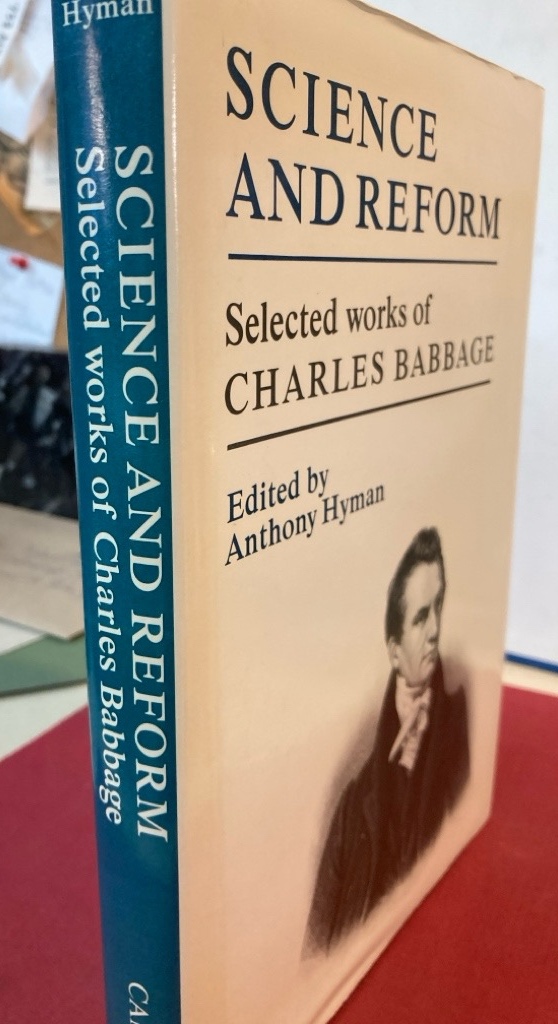 Hyman
SCIENCE AND REFORM
Selected works of Charles Babbage
SCIENCE
AND REFORM
Selected works of
CHARLES BABBAGE
Edited by
Anthony Hyman